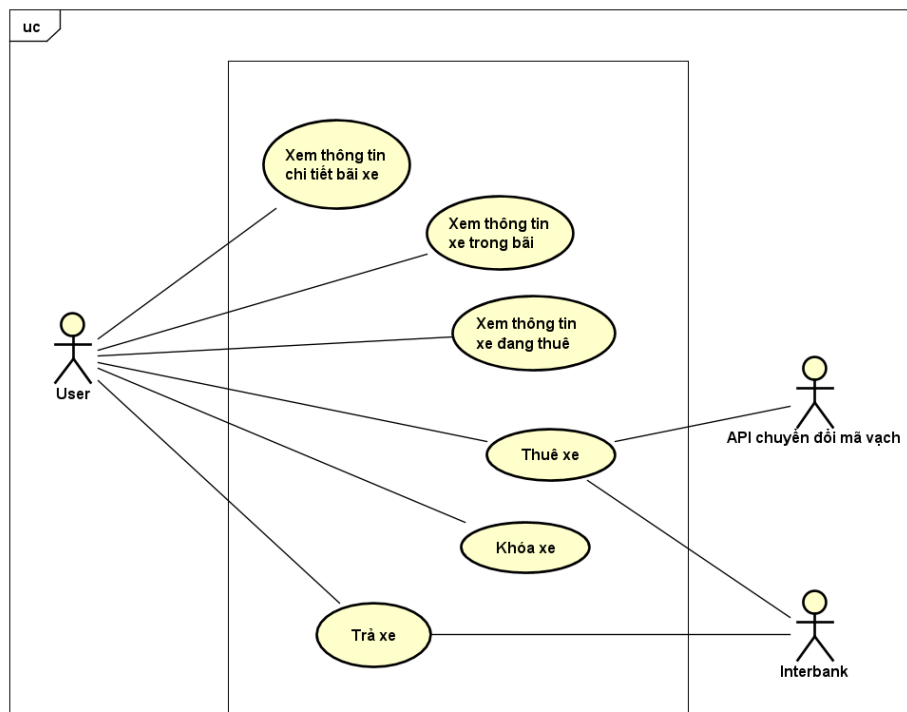 uc
Xem thông tin
chi tiết bãi xe
Xem thông tin
xe trong bãi
Xem thông tin
xe đang thuê
User
API chuyển đổi mã vạch
Thuê xe
Khóa xe
Trả xe
Interbank